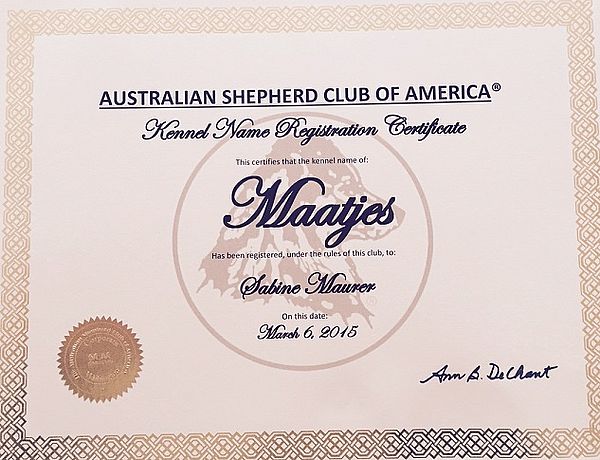 AUSTRALIAN SHEPHERD CLUB OF AMERICA®
Kennel Name Registration Certificate
This certifies that the kennel name of:
Maatjes
Has been registered, under the rules of this club, to:
Sabine Maurer
On this date:
March 6, 2015
Ann B. DeChant